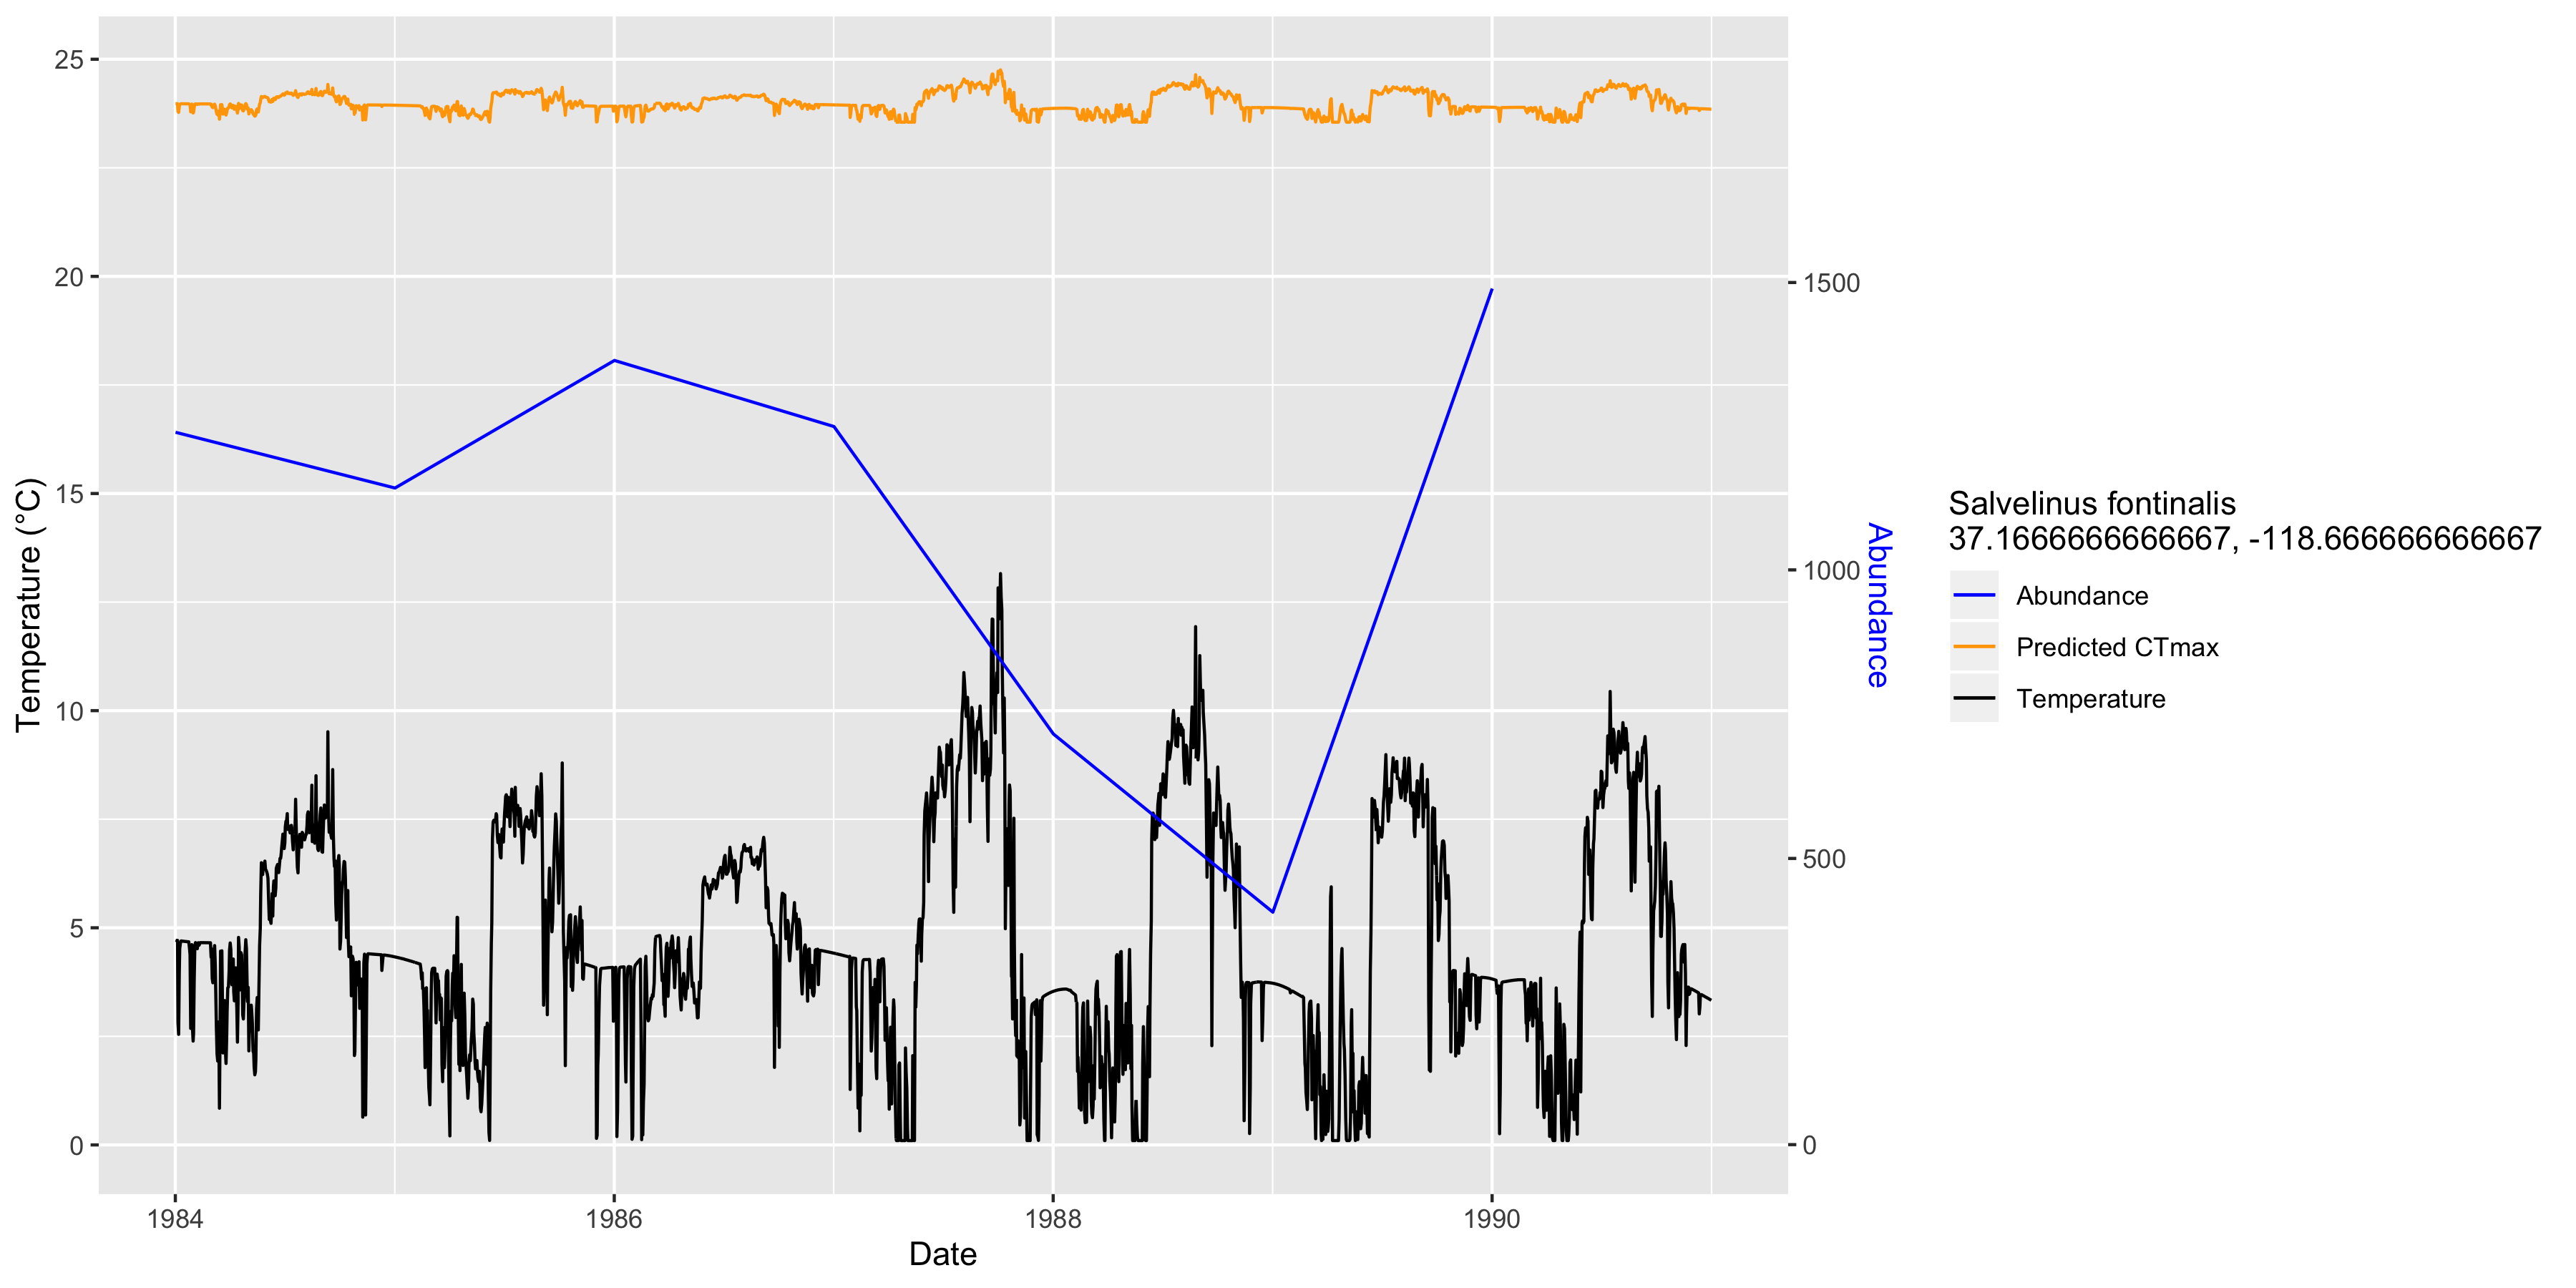 25
20
15
10
5
0
Temperature (°C)
1984
1986
1988
1990
Date
1500
1000
500
0
Abundance
Salvelinus fontinalis
37.1666666666667, -118.666666666667
Abundance
Predicted CTmax
Temperature